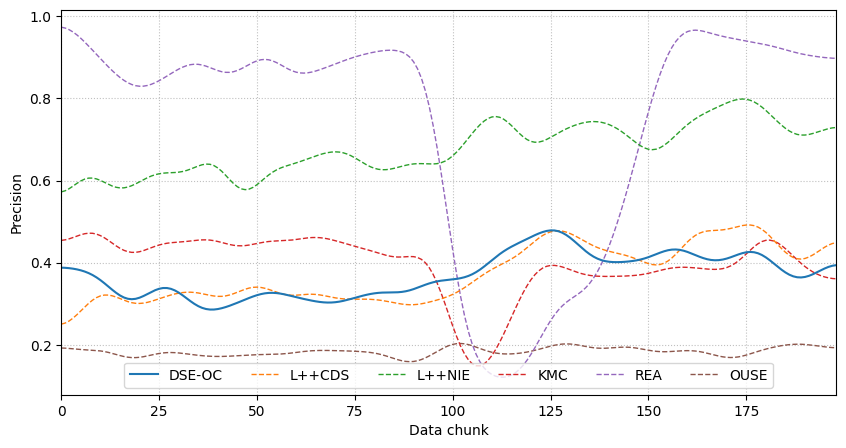 Precision
1.0
0.8
0.6
0.4
0.2
DSE-OC L++CDS L++NIE KMC REA OUSE
0 25 50 75 100 125 150 175
Data chunk